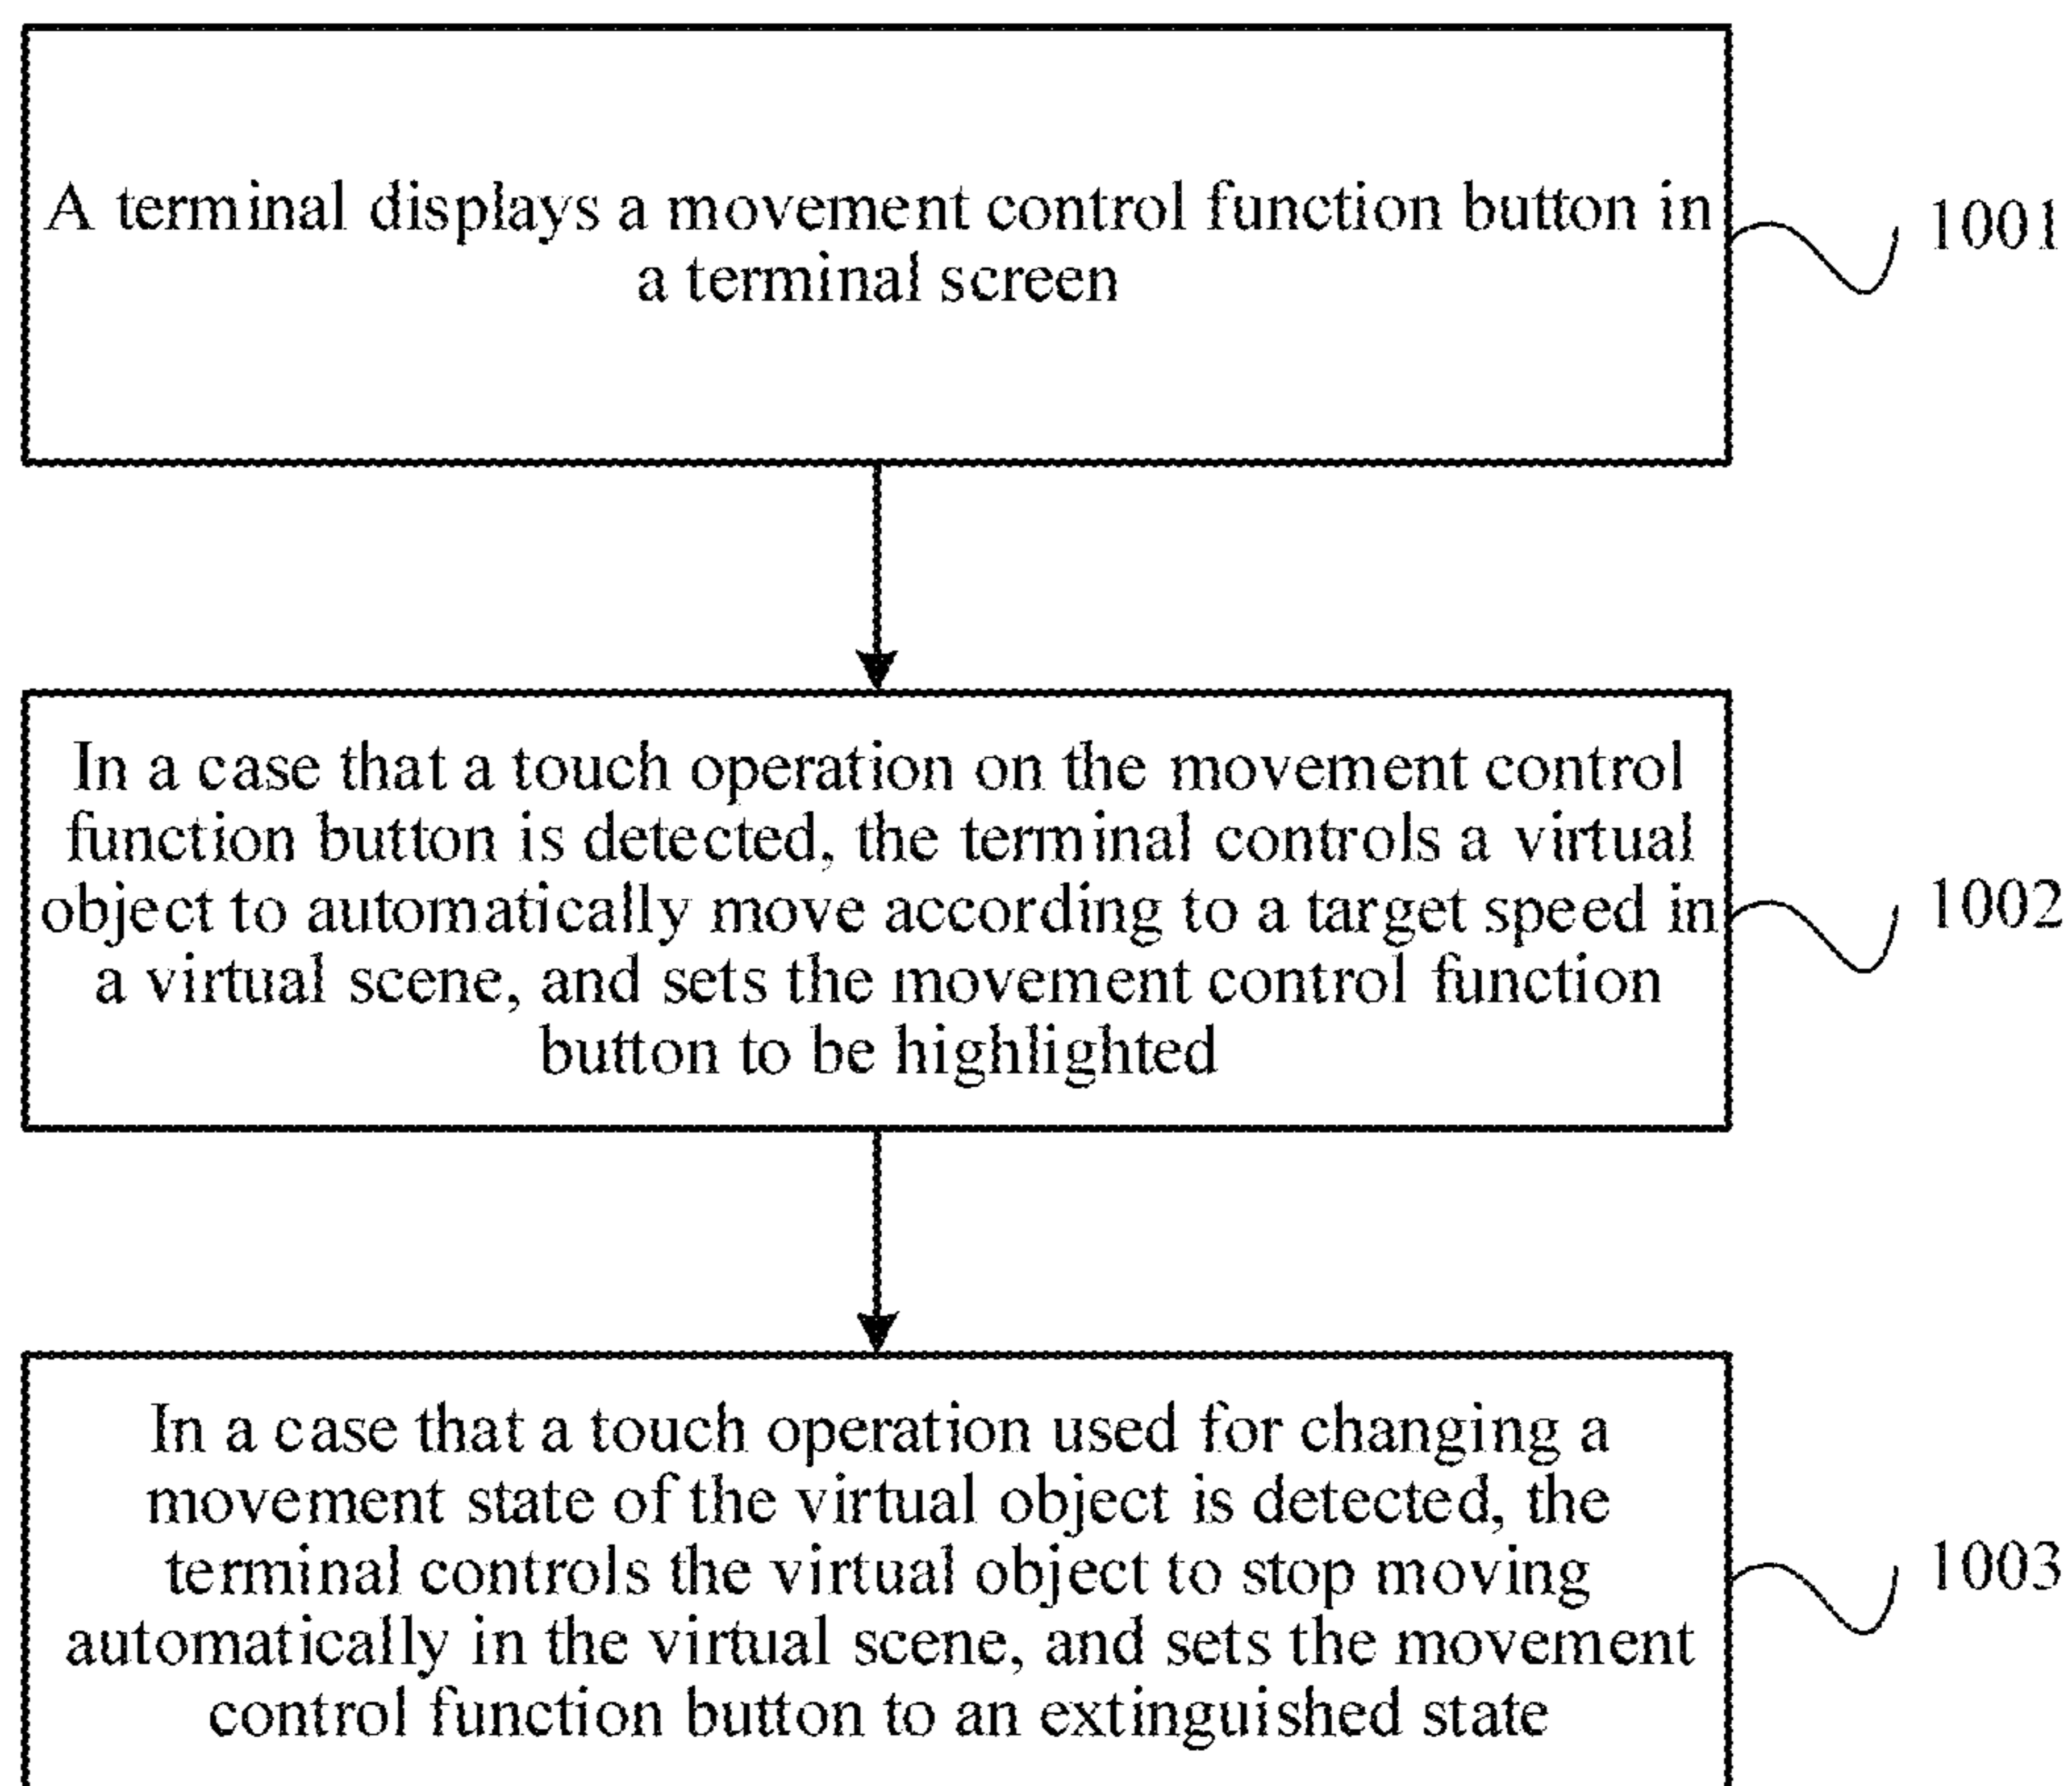 A terminal displays a movement control function button in
a terminal screen
1001
In a case that a touch operation on the movement control
function button is detected, the terminal controls a virtual
object to automatically move according to a target speed in
a virtual scene, and sets the movement control function
button to be highlighted
1002
In a case that a touch operation used for changing a
movement state of the virtual object is detected, the
terminal controls the virtual object to stop moving
automatically in the virtual scene, and sets the movement
control function button to an extinguished state
1003